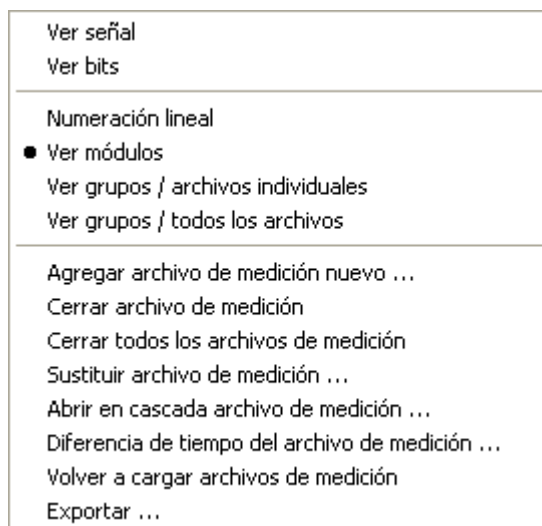 Ver señal
Ver bits
Numeración lineal
Ver módulos
Ver grupos / archivos individuales
Ver grupos / todos los archivos
Agregar archivo de medición nuevo ...
Cerrar archivo de medición
Cerrar todos los archivos de medición
Sustituir archivo de medición ...
Abrir en cascada archivo de medición ...
Diferencia de tiempo del archivo de medición ...
Volver a cargar archivos de medición
Exportar ...